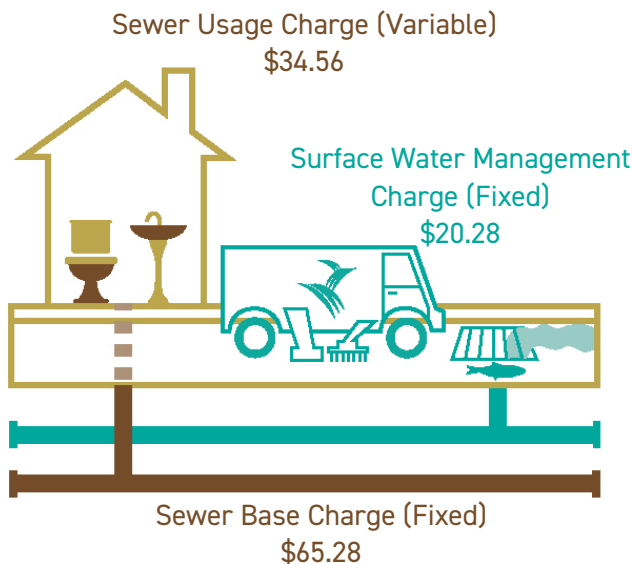 Sewer Usage Charge (Variable)
$34.56
Surface Water Management
Charge (Fixed)
$20.28
Sewer Base Charge (Fixed)
$65.28